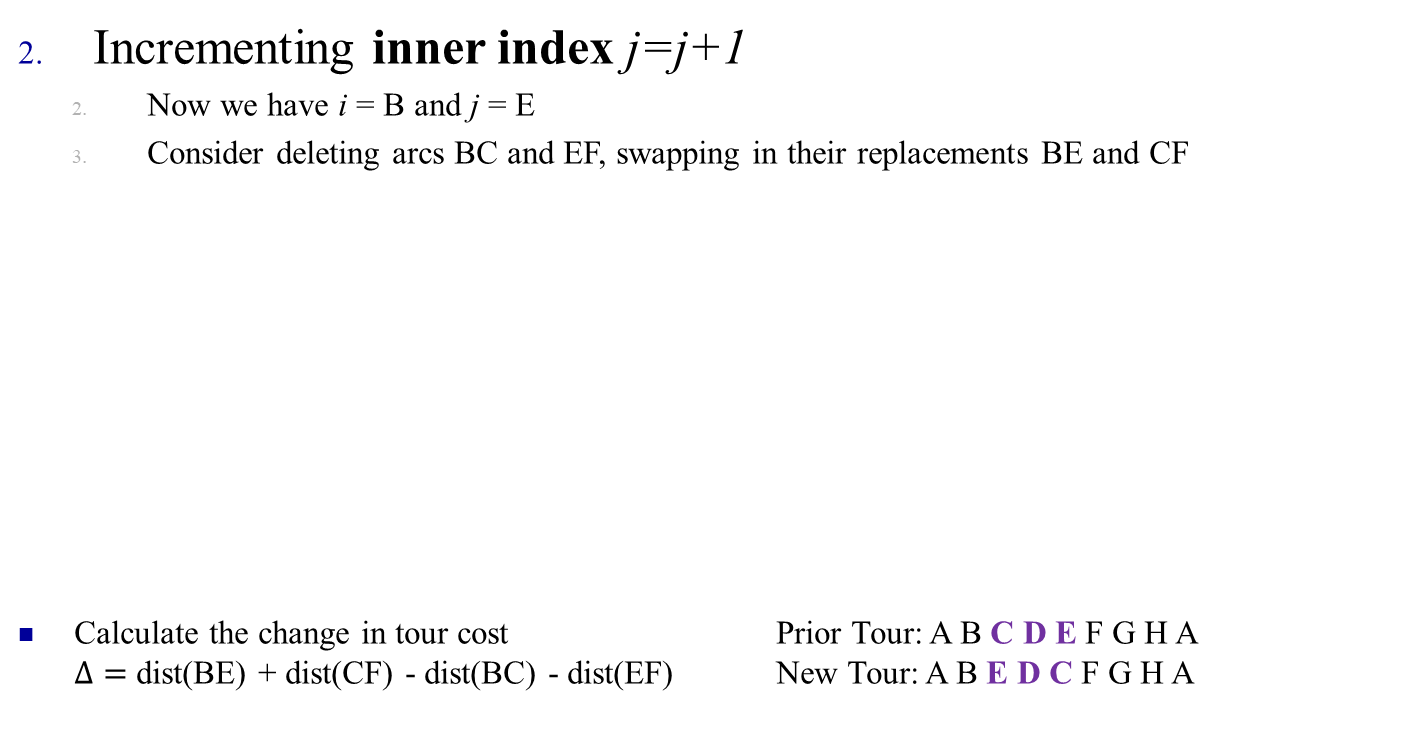 2. Incrementing inner index j=j+1
2. Now we have i = B and j = E
3. Consider deleting arcs BC and EF, swapping in their replacements BE and CF
■ Calculate the change in tour cost
Δ = dist(BE) + dist(CF) - dist(BC) - dist(EF)
Prior Tour: A B C D E F G H A
New Tour: A B E D C F G H A